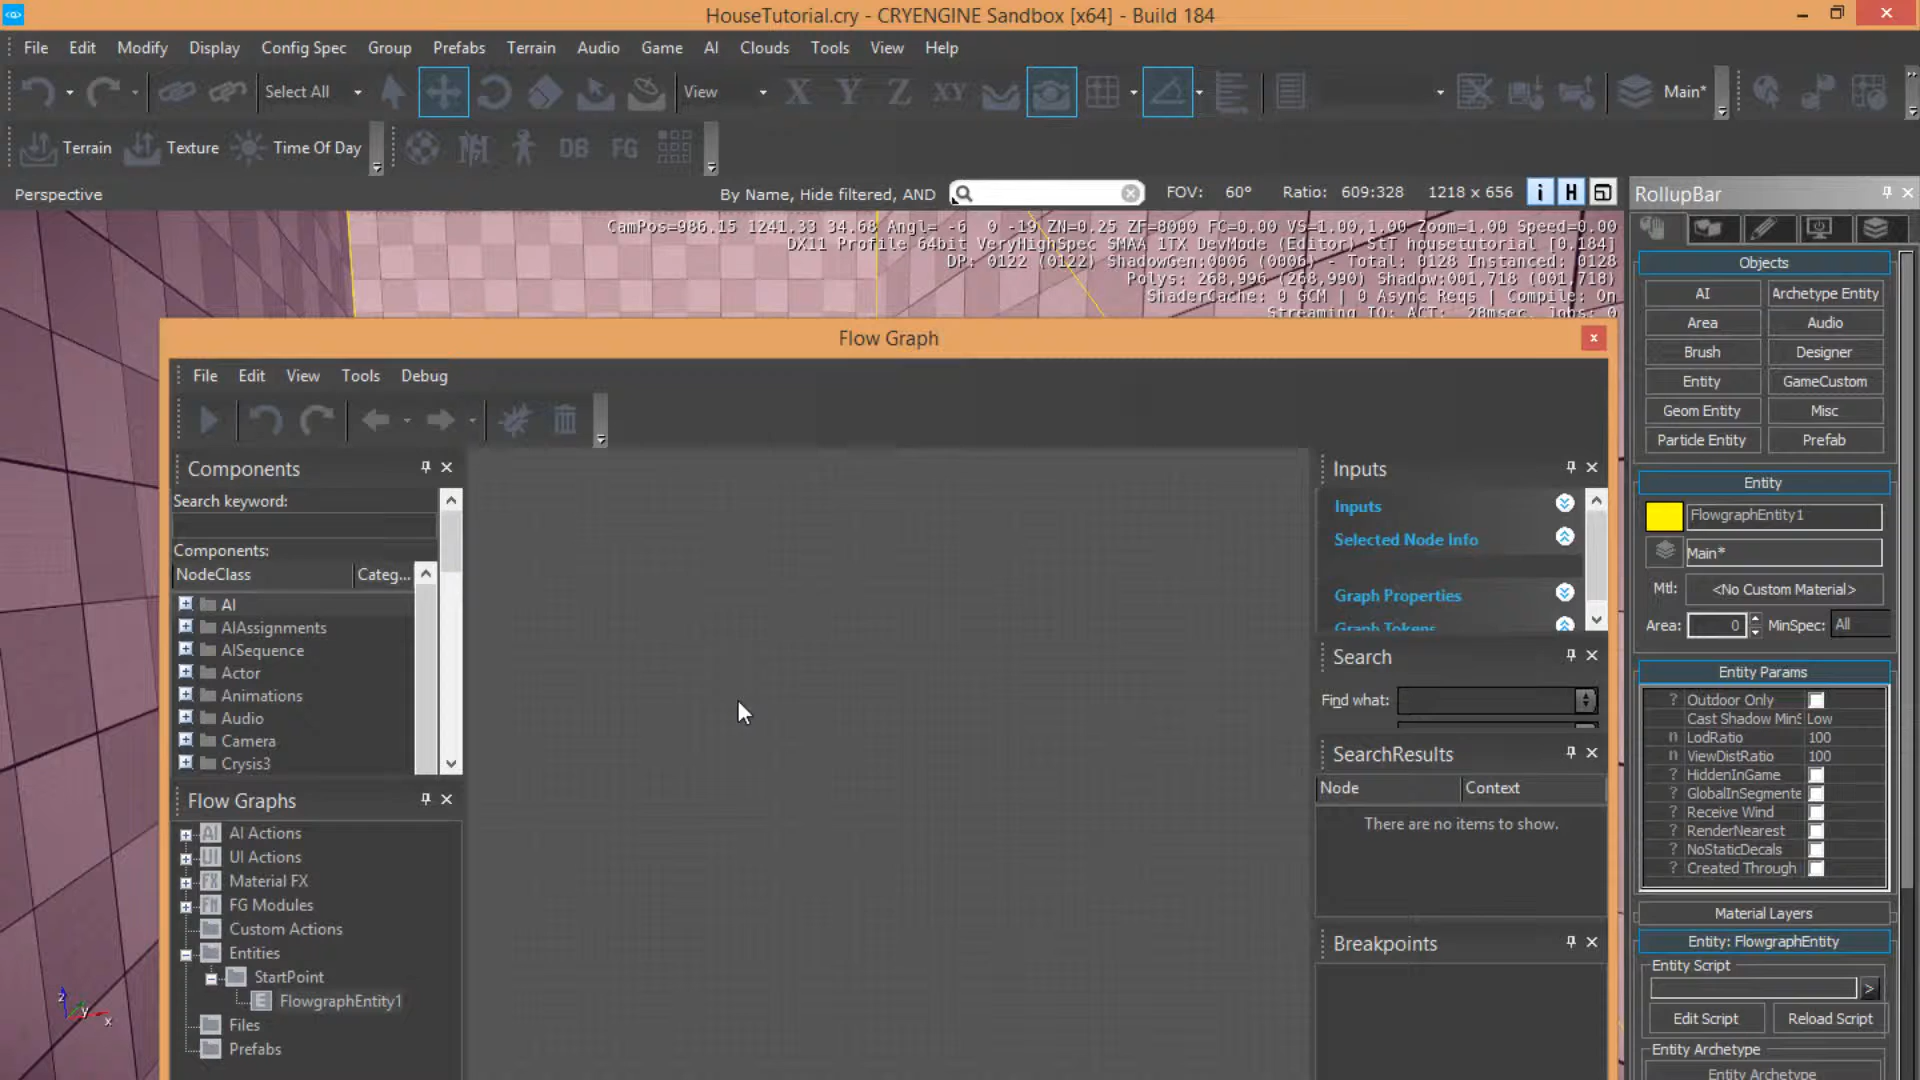 HouseTutorial.cry - CRYENGINE Sandbox [x64] - Build 184
File Edit Modify Display Config Spec Group Prefabs Terrain Audio Game AI Clouds Tools View Help
Select All View X Y Z XY Main*
Terrain Texture Time Of Day DB FG
Perspective By Name, Hide filtered, AND FOV: 60° Ratio: 609:328 1218 x 656 i H
RollupBar
CamPos=986.15 1241.33 34.68 Angl= -6 0 -19 ZN=0.25 ZF=8000 FC=0.00 VS=1.00,1.00 Zoom=1.00 Speed=0.00
DX11 Profile 64bit VeryHighSpec SMAA 1TX DevMode (Editor) StT housetutorial [0.184]
DP: 0122 (0122) ShadowGen:0006 (0006) - Total: 0128 Instanced: 0128
Polys: 268,996 (268,990) Shadow:001,718 (001,718)
ShaderCache: 0 GCM | 0 Async Reqs | Compile: On
Streaming IO: ACT: 28msec, Jobs: 0
Flow Graph
File Edit View Tools Debug
Components
Search keyword:
Components:
NodeClass Categ...
AI
AIAssignments
AISequence
Actor
Animations
Audio
Camera
Crysis3
Flow Graphs
AI AI Actions
UI UI Actions
FX Material FX
FM FG Modules
Custom Actions
Entities
StartPoint
E FlowgraphEntity1
Files
Prefabs
Inputs
Inputs
Selected Node Info
Graph Properties
Graph Tokens
Search
Find what:
SearchResults
Node Context
There are no items to show.
Breakpoints
Objects
AI Archetype Entity
Area Audio
Brush Designer
Entity GameCustom
Geom Entity Misc
Particle Entity Prefab
Entity
FlowgraphEntity1
Main*
Mtl: <No Custom Material>
Area: 0 MinSpec: All
Entity Params
? Outdoor Only
Cast Shadow MinS Low
n LodRatio 100
n ViewDistRatio 100
? HiddenInGame
? GlobalInSegmente
? Receive Wind
? RenderNearest
? NoStaticDecals
? Created Through
Material Layers
Entity: FlowgraphEntity
Entity Script
>
Edit Script Reload Script
Entity Archetype
Entity Archetype
z y x